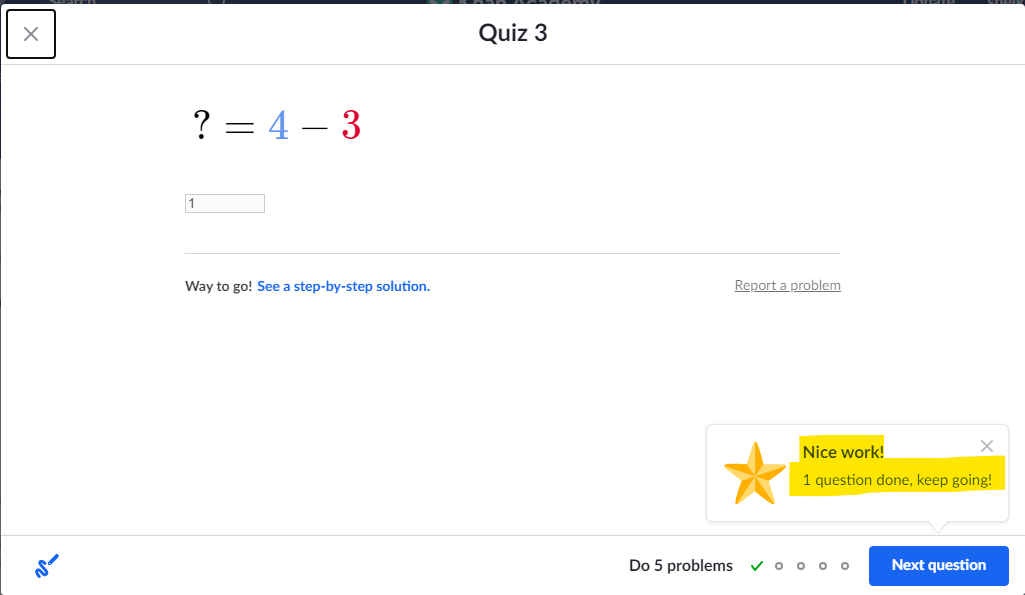 Quiz 3
? = 4 − 3
1
Way to go! See a step-by-step solution.
Report a problem
Nice work!
1 question done, keep going!
Do 5 problems
Next question